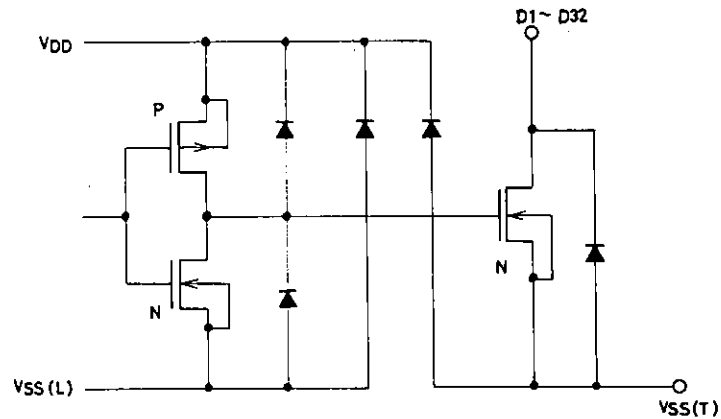 D1~ D32
VDD
P
N
N
VSS(L)
VSS(T)